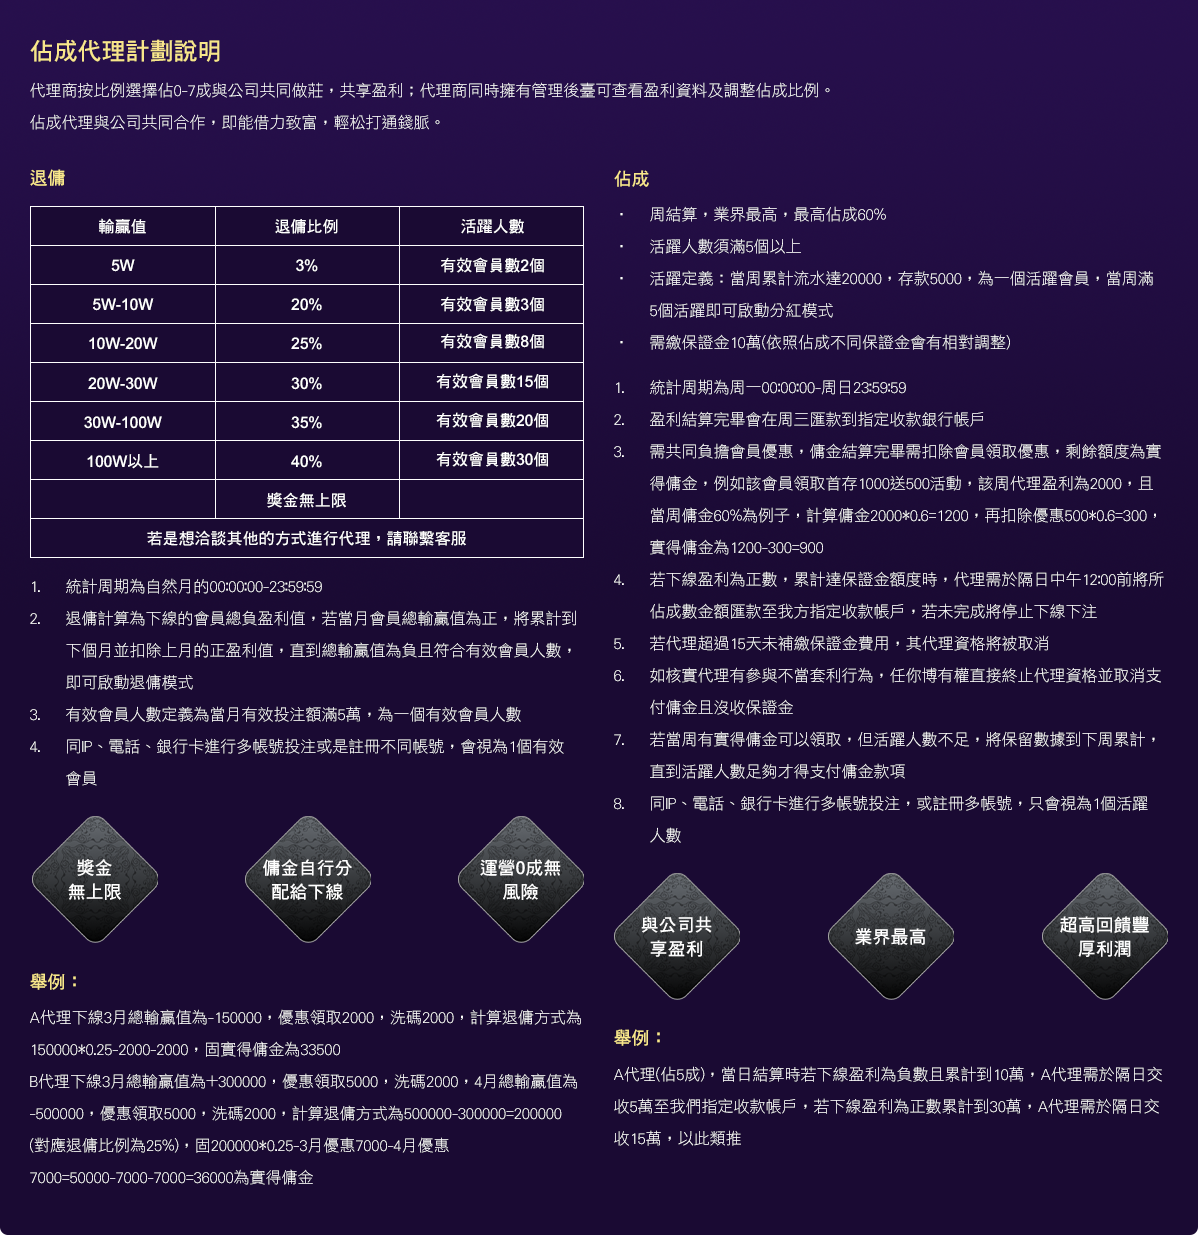 佔成代理計劃說明
代理商按比例選擇佔0-7成與公司共同做莊，共享盈利；代理商同時擁有管理後臺可查看盈利資料及調整佔成比例。
佔成代理與公司共同合作，即能借力致富，輕松打通錢脈。
退傭
輸贏值 退傭比例 活躍人數
5W 3% 有效會員數2個
5W-10W 20% 有效會員數3個
10W-20W 25% 有效會員數8個
20W-30W 30% 有效會員數15個
30W-100W 35% 有效會員數20個
100W以上 40% 有效會員數30個
獎金無上限
若是想洽談其他的方式進行代理，請聯繫客服
1. 統計周期為自然月的00:00:00-23:59:59
2. 退傭計算為下線的會員總負盈利值，若當月會員總輸贏值為正，將累計到
下個月並扣除上月的正盈利值，直到總輸贏值為負且符合有效會員人數，
即可啟動退傭模式
3. 有效會員人數定義為當月有效投注額滿5萬，為一個有效會員人數
4. 同IP、電話、銀行卡進行多帳號投注或是註冊不同帳號，會視為1個有效
會員
獎金
無上限
傭金自行分
配給下線
運營0成無
風險
舉例：
A代理下線3月總輸贏值為-150000，優惠領取2000，洗碼2000，計算退傭方式為
150000*0.25-2000-2000，固實得傭金為33500
B代理下線3月總輸贏值為+300000，優惠領取5000，洗碼2000，4月總輸贏值為
-500000，優惠領取5000，洗碼2000，計算退傭方式為500000-300000=200000
(對應退傭比例為25%)，固200000*0.25-3月優惠7000-4月優惠
7000=50000-7000-7000=36000為實得傭金
佔成
· 周結算，業界最高，最高佔成60%
· 活躍人數須滿5個以上
· 活躍定義：當周累計流水達20000，存款5000，為一個活躍會員，當周滿
5個活躍即可啟動分紅模式
· 需繳保證金10萬(依照佔成不同保證金會有相對調整)
1. 統計周期為周一00:00:00-周日23:59:59
2. 盈利結算完畢會在周三匯款到指定收款銀行帳戶
3. 需共同負擔會員優惠，傭金結算完畢需扣除會員領取優惠，剩餘額度為實
得傭金，例如該會員領取首存1000送500活動，該周代理盈利為2000，且
當周傭金60%為例子，計算傭金2000*0.6=1200，再扣除優惠500*0.6=300，
實得傭金為1200-300=900
4. 若下線盈利為正數，累計達保證金額度時，代理需於隔日中午12:00前將所
佔成數金額匯款至我方指定收款帳戶，若未完成將停止下線下注
5. 若代理超過15天未補繳保證金費用，其代理資格將被取消
6. 如核實代理有參與不當套利行為，任你博有權直接終止代理資格並取消支
付傭金且沒收保證金
7. 若當周有實得傭金可以領取，但活躍人數不足，將保留數據到下周累計，
直到活躍人數足夠才得支付傭金款項
8. 同IP、電話、銀行卡進行多帳號投注，或註冊多帳號，只會視為1個活躍
人數
與公司共
享盈利
業界最高
超高回饋豐
厚利潤
舉例：
A代理(佔5成)，當日結算時若下線盈利為負數且累計到10萬，A代理需於隔日交
收5萬至我們指定收款帳戶，若下線盈利為正數累計到30萬，A代理需於隔日交
收15萬，以此類推